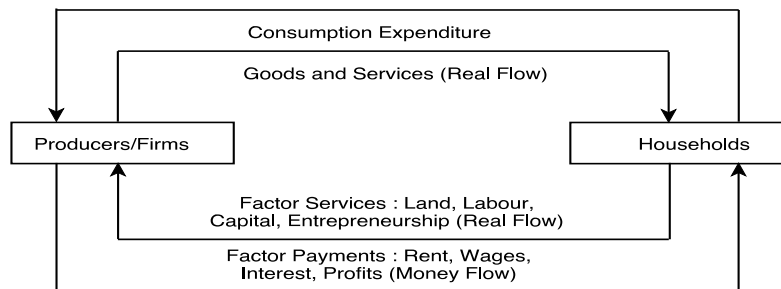 Consumption Expenditure
Goods and Services (Real Flow)
Producers/Firms
Households
Factor Services : Land, Labour,
Capital, Entrepreneurship (Real Flow)
Factor Payments : Rent, Wages,
Interest, Profits (Money Flow)